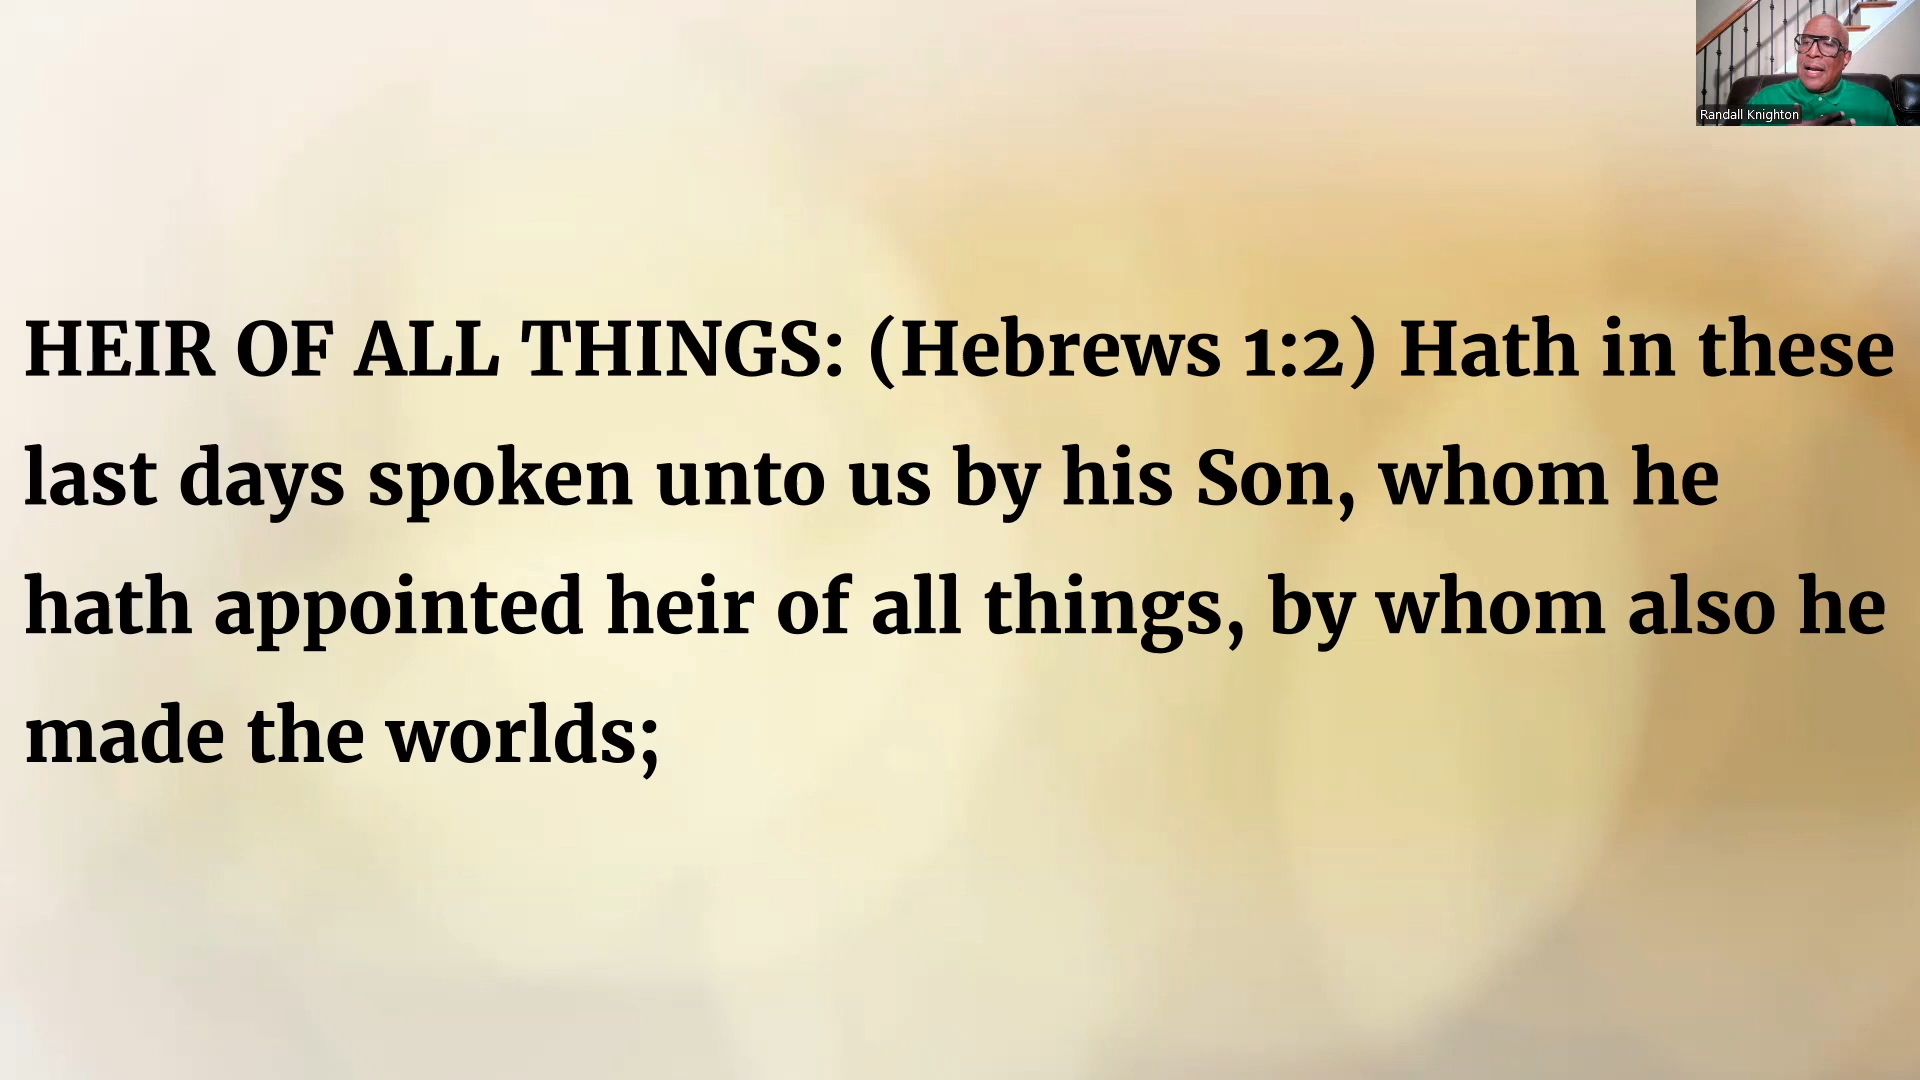 Randall Knighton
HEIR OF ALL THINGS: (Hebrews 1:2) Hath in these
last days spoken unto us by his Son, whom he
hath appointed heir of all things, by whom also he
made the worlds;